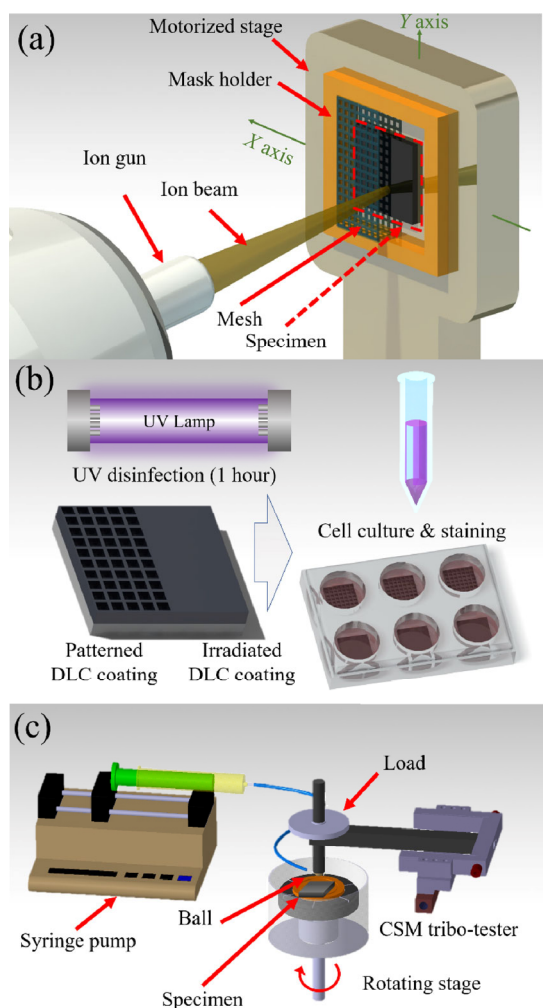 (a)
Motorized stage
Y axis
Mask holder
X axis
Ion gun
Ion beam
Mesh
Specimen
(b)
UV Lamp
UV disinfection (1 hour)
Cell culture & staining
Patterned
DLC coating
Irradiated
DLC coating
(c)
Load
Ball
CSM tribo-tester
Syringe pump
Rotating stage
Specimen